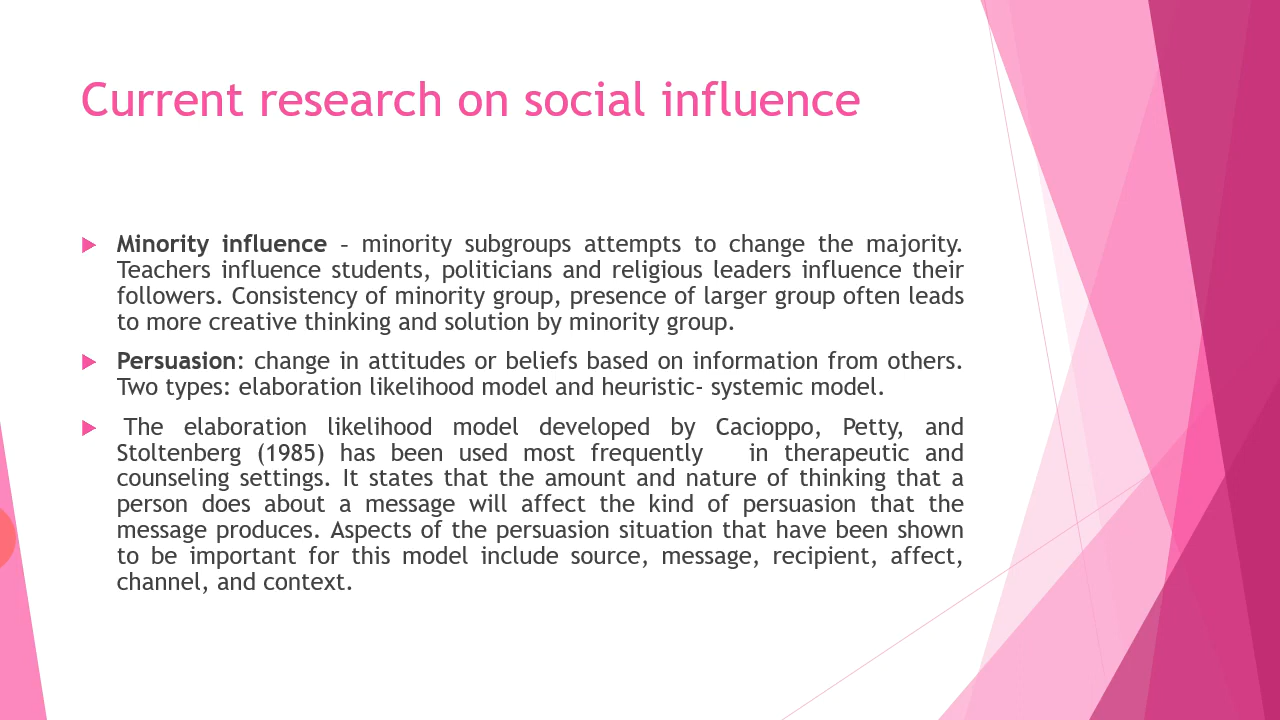 Current research on social influence
Minority influence – minority subgroups attempts to change the majority.
Teachers influence students, politicians and religious leaders influence their
followers. Consistency of minority group, presence of larger group often leads
to more creative thinking and solution by minority group.
Persuasion: change in attitudes or beliefs based on information from others.
Two types: elaboration likelihood model and heuristic- systemic model.
The elaboration likelihood model developed by Cacioppo, Petty, and
Stoltenberg (1985) has been used most frequently in therapeutic and
counseling settings. It states that the amount and nature of thinking that a
person does about a message will affect the kind of persuasion that the
message produces. Aspects of the persuasion situation that have been shown
to be important for this model include source, message, recipient, affect,
channel, and context.